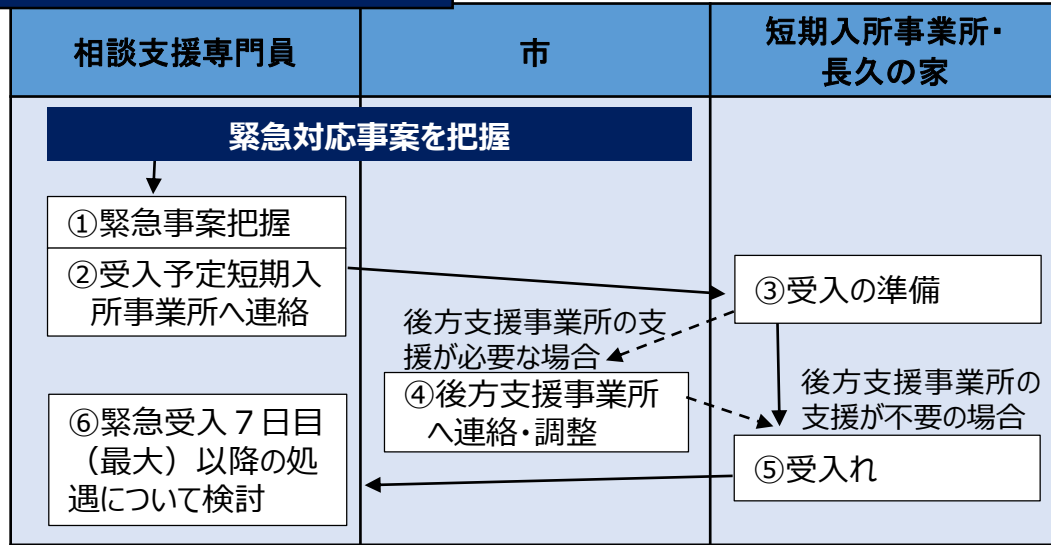 相談支援専門員
市
短期入所事業所・
長久の家
緊急対応事案を把握
①緊急事案把握
②受入予定短期入
所事業所へ連絡
③受入の準備
後方支援事業所の支
援が必要な場合
④後方支援事業所
へ連絡・調整
後方支援事業所の
支援が不要の場合
⑤受入れ
⑥緊急受入７日目
（最大）以降の処
遇について検討